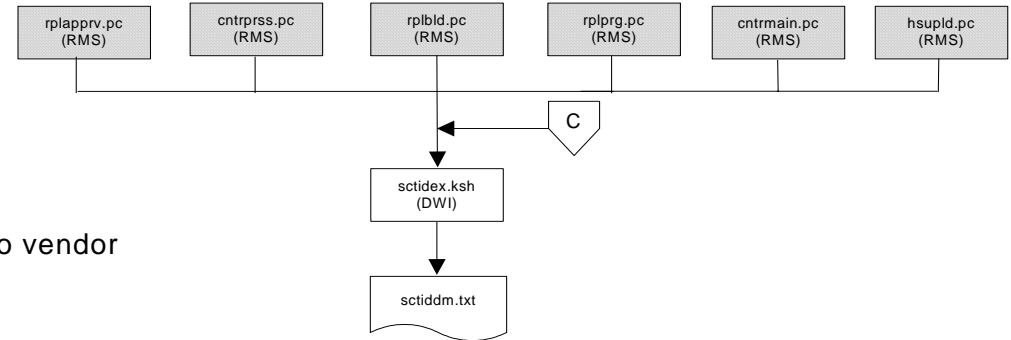 rplapprv.pc
(RMS)
cntrprss.pc
(RMS)
rplbld.pc
(RMS)
rplprg.pc
(RMS)
cntrmain.pc
(RMS)
hsupld.pc
(RMS)
C
sctidex.ksh
(DWI)
o vendor
sctiddm.txt